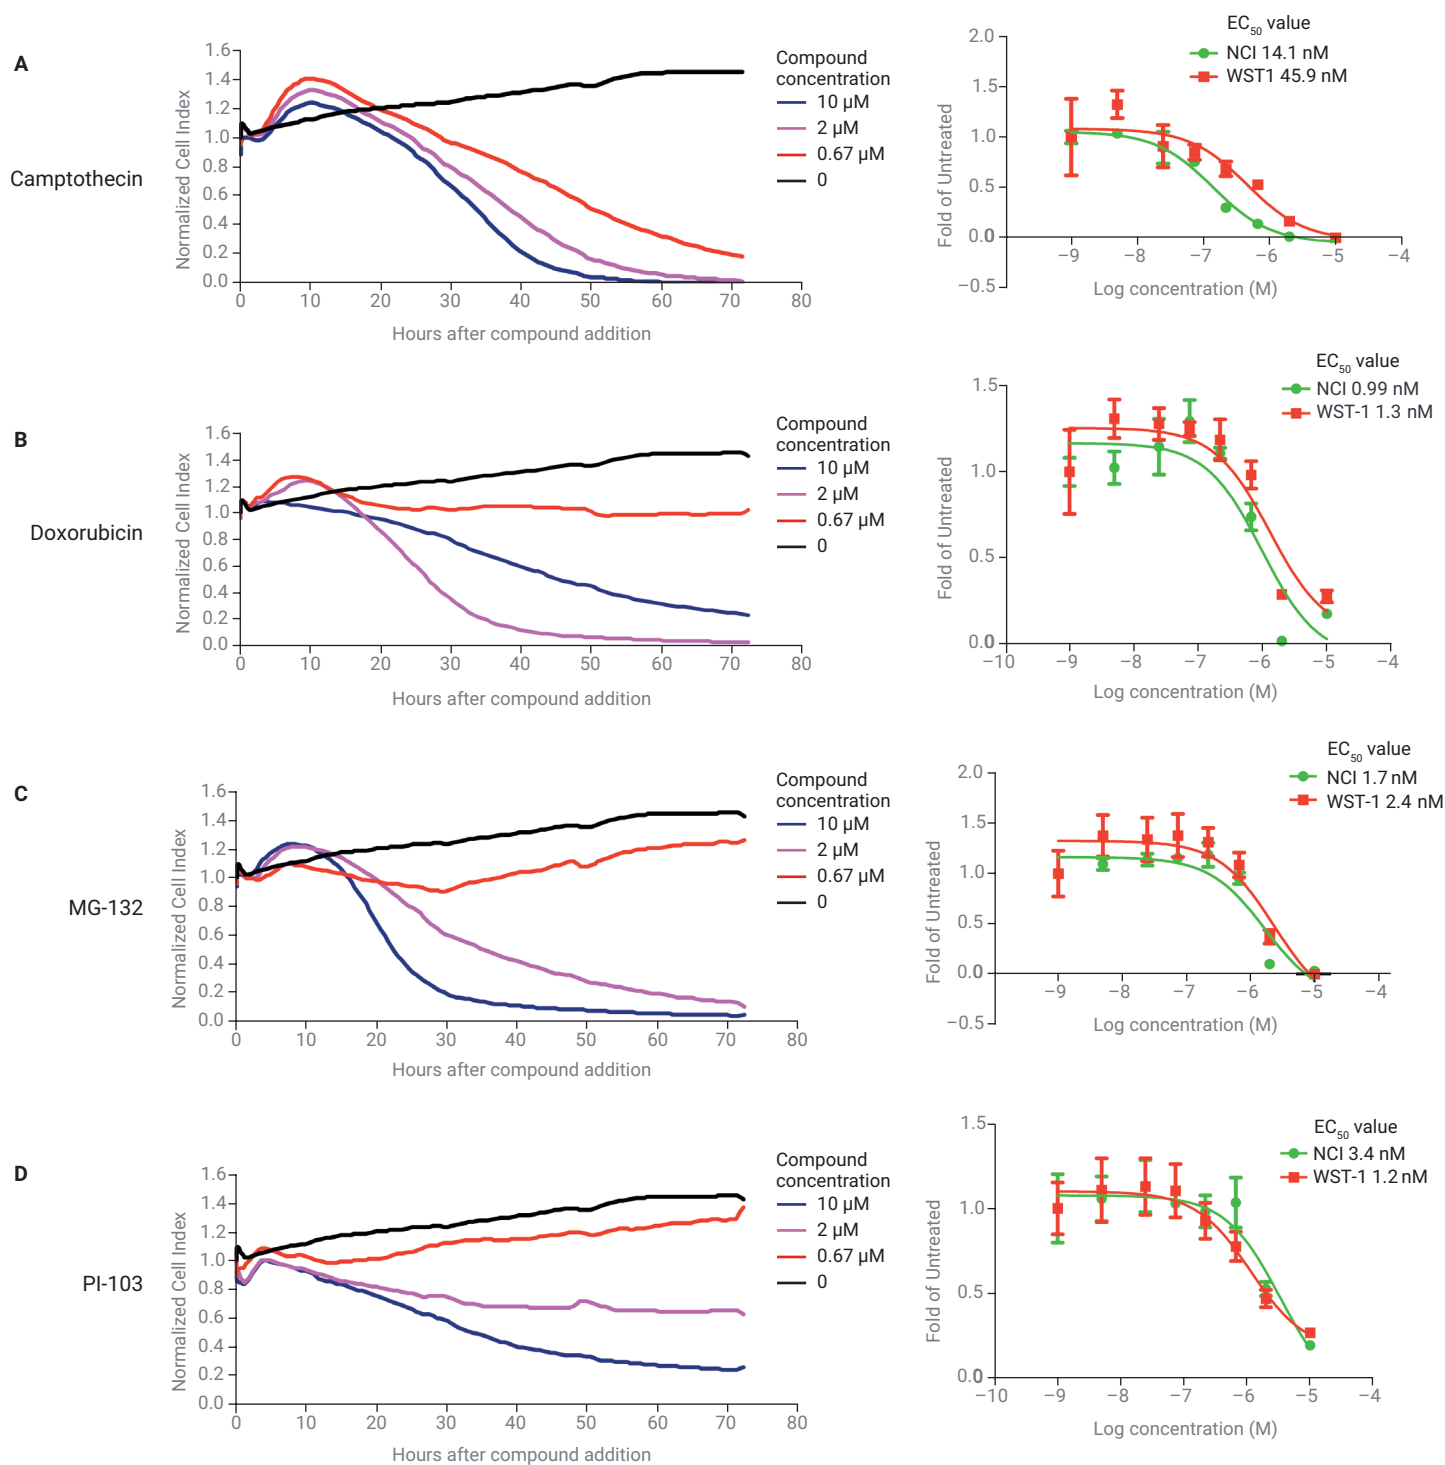 A
Camptothecin
Normalized Cell Index
1.6
1.4
1.2
1.0
0.8
0.6
0.4
0.2
0.0
0 10 20 30 40 50 60 70 80
Hours after compound addition
Compound
concentration
10 µM
2 µM
0.67 µM
0
EC50 value
NCI 14.1 nM
WST1 45.9 nM
Fold of Untreated
2.0
1.5
1.0
0.5
0.0
−0.5
−9 −8 −7 −6 −5 −4
Log concentration (M)
B
Doxorubicin
Normalized Cell Index
1.6
1.4
1.2
1.0
0.8
0.6
0.4
0.2
0.0
0 10 20 30 40 50 60 70 80
Hours after compound addition
Compound
concentration
10 µM
2 µM
0.67 µM
0
EC50 value
NCI 0.99 nM
WST-1 1.3 nM
Fold of Untreated
1.5
1.0
0.5
0.0
−10 −9 −8 −7 −6 −5 −4
Log concentration (M)
C
MG-132
Normalized Cell Index
1.6
1.4
1.2
1.0
0.8
0.6
0.4
0.2
0.0
0 10 20 30 40 50 60 70 80
Hours after compound addition
Compound
concentration
10 µM
2 µM
0.67 µM
0
EC50 value
NCI 1.7 nM
WST-1 2.4 nM
Fold of Untreated
2.0
1.5
1.0
0.5
0.0
−0.5
−9 −8 −7 −6 −5 −4
Log concentration (M)
D
PI-103
Normalized Cell Index
1.6
1.4
1.2
1.0
0.8
0.6
0.4
0.2
0.0
0 10 20 30 40 50 60 70 80
Hours after compound addition
Compound
concentration
10 µM
2 µM
0.67 µM
0
EC50 value
NCI 3.4 nM
WST-1 1.2 nM
Fold of Untreated
1.5
1.0
0.5
0.0
−10 −9 −8 −7 −6 −5 −4
Log concentration (M)